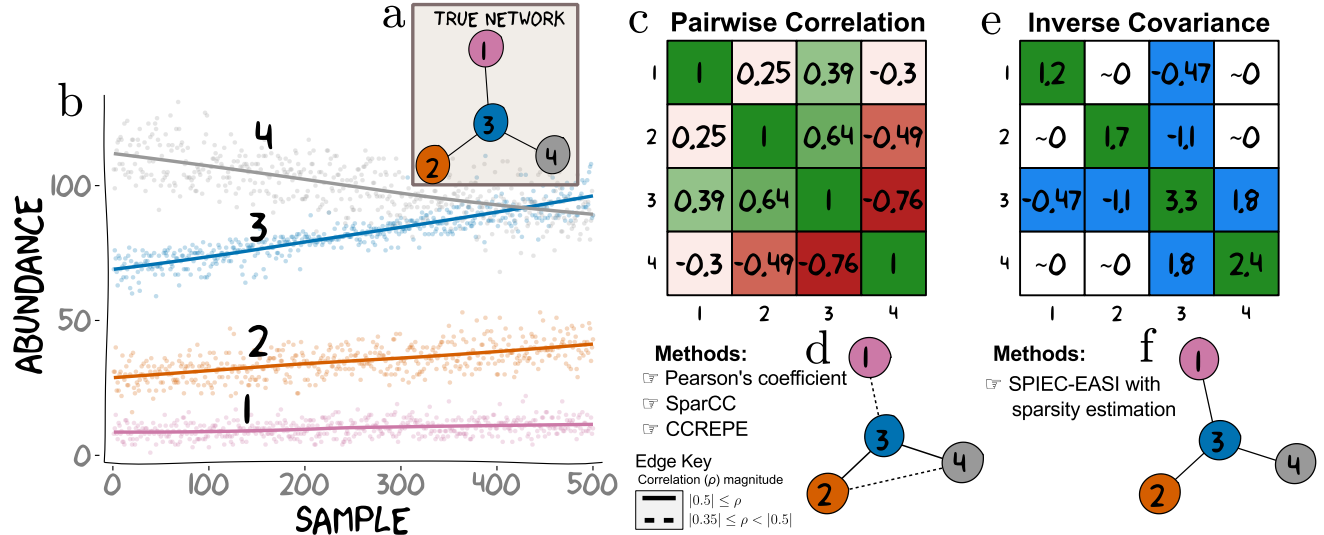 a
TRUE NETWORK
1
3
2
4
b
ABUNDANCE
100
50
0
4
3
2
1
0 100 200 300 400 500
SAMPLE
c
Pairwise Correlation
1 1 0.25 0.39 -0.3
2 0.25 1 0.64 -0.49
3 0.39 0.64 1 -0.76
4 -0.3 -0.49 -0.76 1
1 2 3 4
Methods:
☞ Pearson's coefficient
☞ SparCC
☞ CCREPE
Edge Key
Correlation (ρ) magnitude
|0.5| ≤ ρ
|0.35| ≤ ρ < |0.5|
d
1
3
4
2
e
Inverse Covariance
1 1.2 ~0 -0.47 ~0
2 ~0 1.7 -1.1 ~0
3 -0.47 -1.1 3.3 1.8
4 ~0 ~0 1.8 2.4
1 2 3 4
Methods:
☞ SPIEC-EASI with
sparsity estimation
f
1
3
4
2